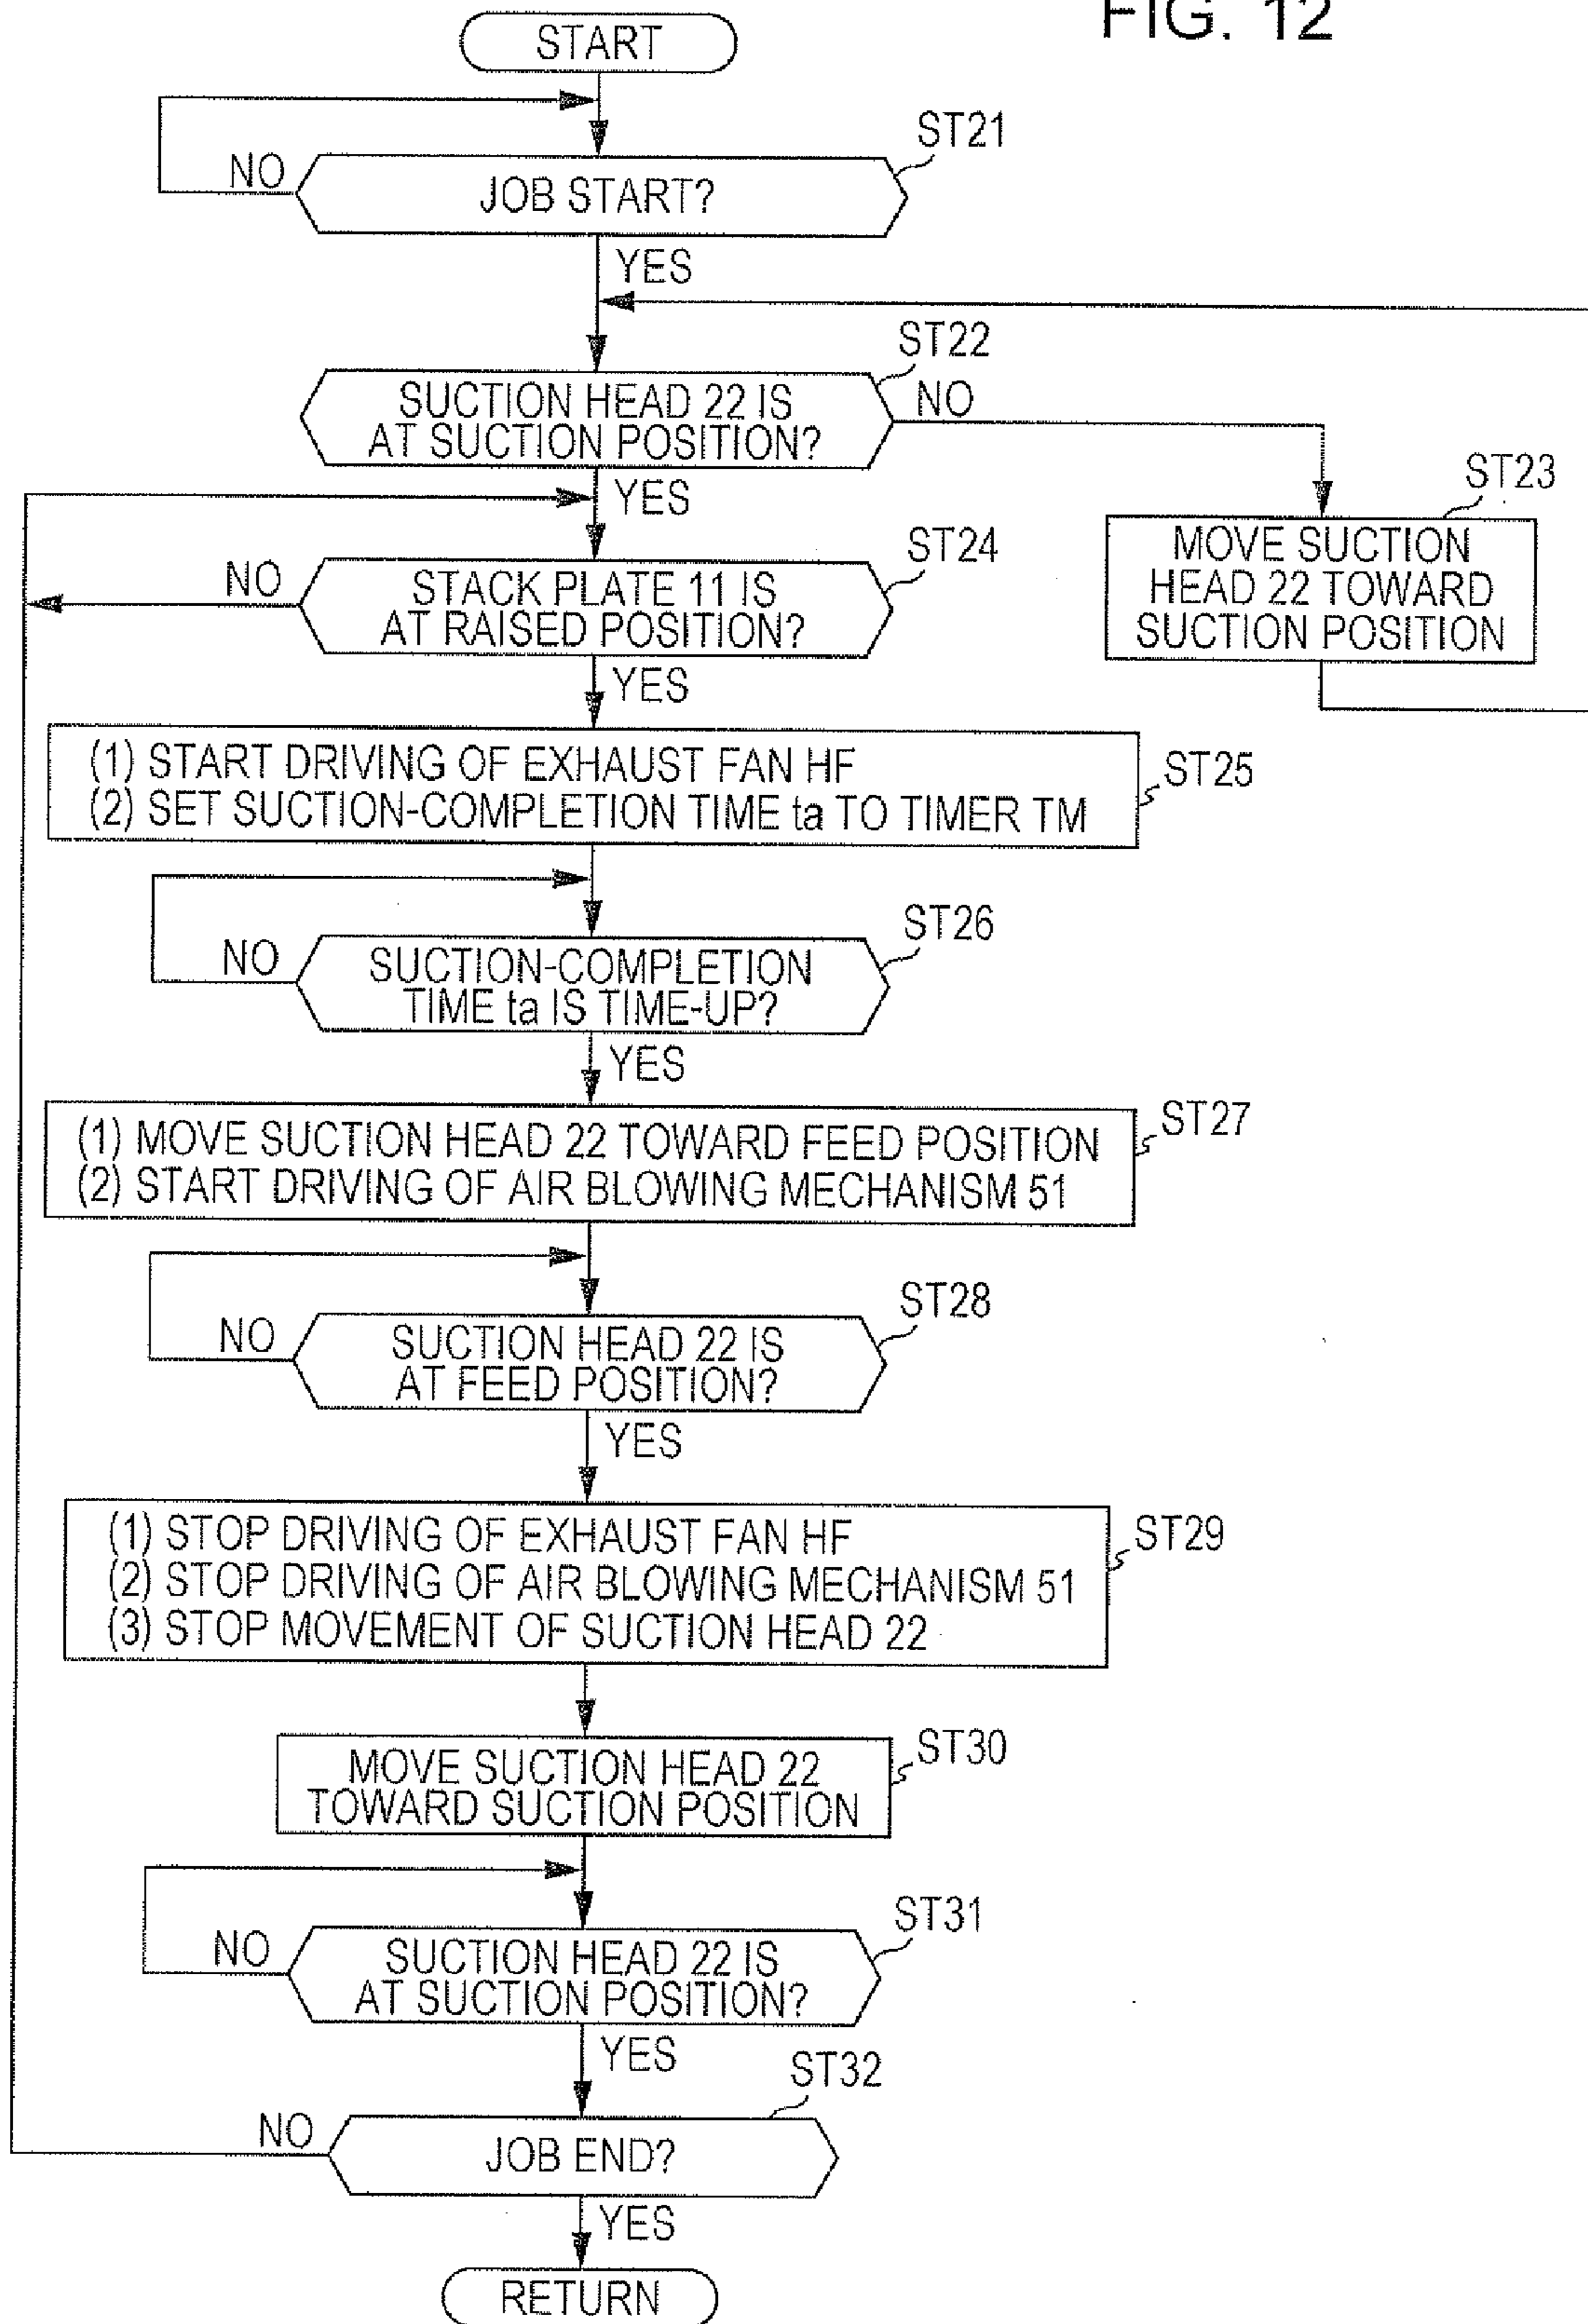 FIG. 12
START
ST21
NO
JOB START?
YES
ST22
SUCTION HEAD 22 IS
AT SUCTION POSITION?
NO
YES
ST23
MOVE SUCTION
HEAD 22 TOWARD
SUCTION POSITION
ST24
NO
STACK PLATE 11 IS
AT RAISED POSITION?
YES
ST25
(1) START DRIVING OF EXHAUST FAN HF
(2) SET SUCTION-COMPLETION TIME ta TO TIMER TM
ST26
NO
SUCTION-COMPLETION
TIME ta IS TIME-UP?
YES
ST27
(1) MOVE SUCTION HEAD 22 TOWARD FEED POSITION
(2) START DRIVING OF AIR BLOWING MECHANISM 51
ST28
NO
SUCTION HEAD 22 IS
AT FEED POSITION?
YES
ST29
(1) STOP DRIVING OF EXHAUST FAN HF
(2) STOP DRIVING OF AIR BLOWING MECHANISM 51
(3) STOP MOVEMENT OF SUCTION HEAD 22
ST30
MOVE SUCTION HEAD 22
TOWARD SUCTION POSITION
ST31
NO
SUCTION HEAD 22 IS
AT SUCTION POSITION?
YES
ST32
NO
JOB END?
YES
RETURN